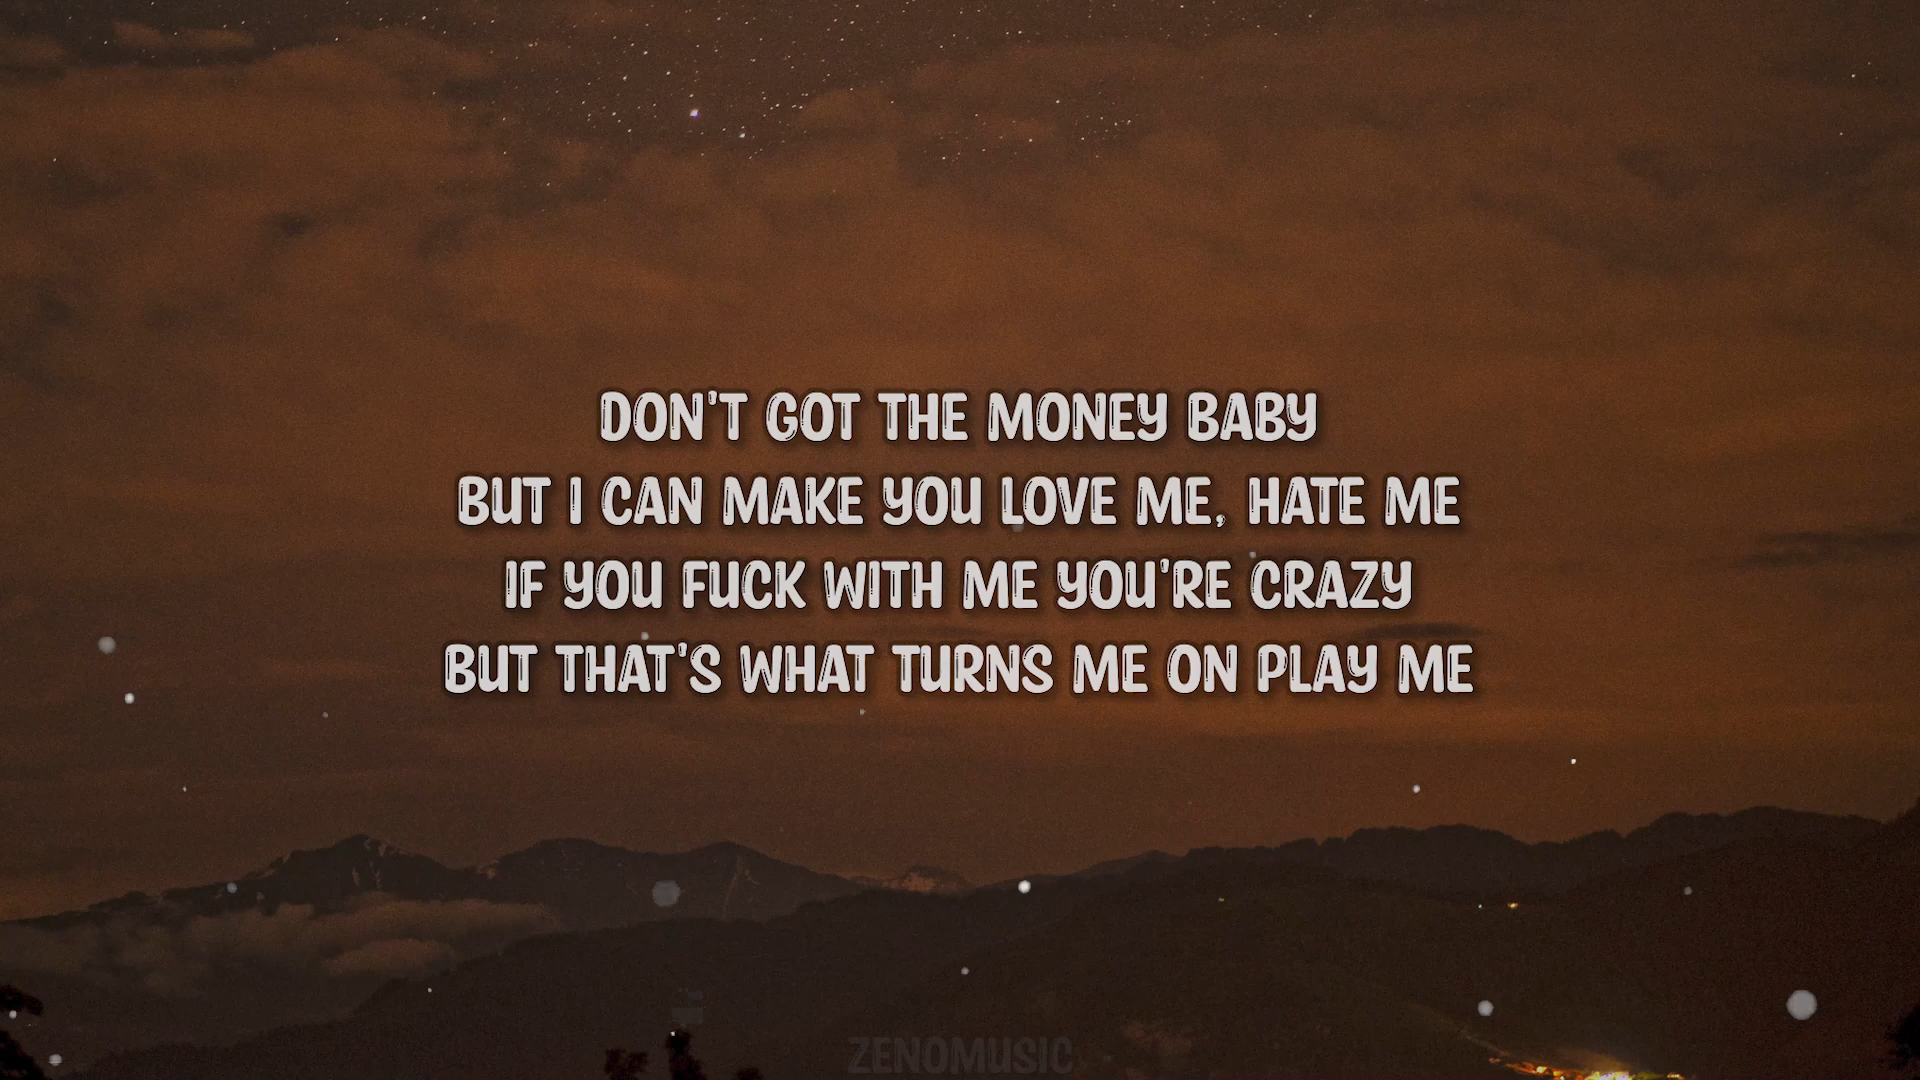 DON'T GOT THE MONEY BABY
BUT I CAN MAKE YOU LOVE ME, HATE ME
IF YOU FUCK WITH ME YOU'RE CRAZY
BUT THAT'S WHAT TURNS ME ON PLAY ME
ZENOMUSIC